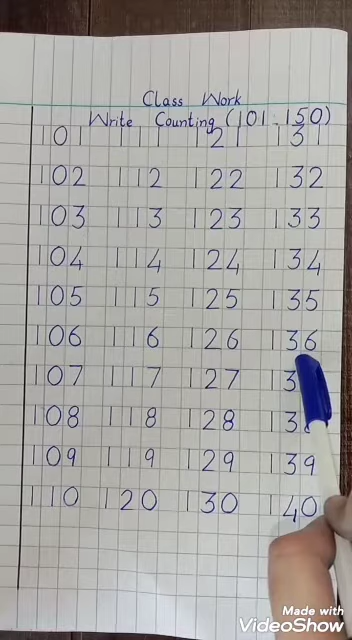 Class Work
Write Counting (101-150)
101 111 121 131
102 112 122 132
103 113 123 133
104 114 124 134
105 115 125 135
106 116 126 136
107 117 127
108 118 128
109 119 129 139
110 120 130 140
Made with
VideoShow